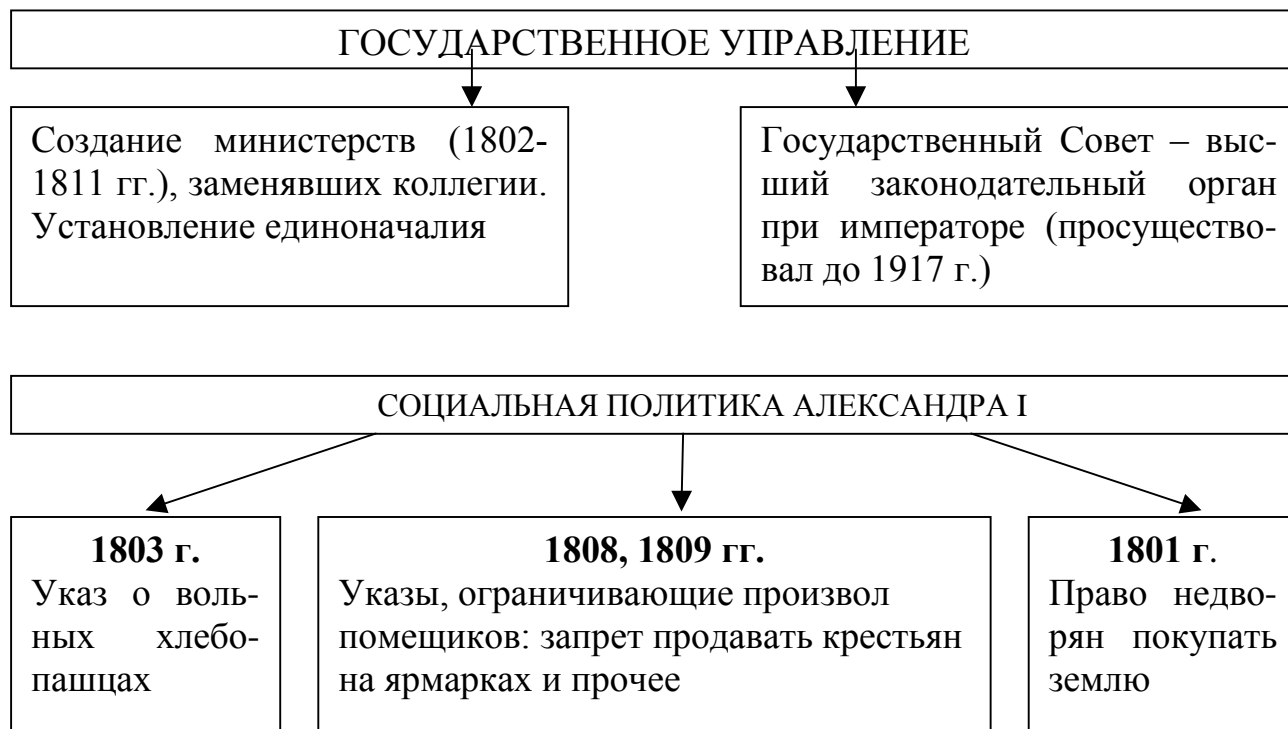 ГОСУДАРСТВЕННОЕ УПРАВЛЕНИЕ
Создание министерств (1802-
1811 гг.), заменявших коллегии.
Установление единоначалия
Государственный Совет – выс-
ший законодательный орган
при императоре (просущество-
вал до 1917 г.)
СОЦИАЛЬНАЯ ПОЛИТИКА АЛЕКСАНДРА I
1803 г.
Указ о воль-
ных хлебо-
пашцах
1808, 1809 гг.
Указы, ограничивающие произвол
помещиков: запрет продавать крестьян
на ярмарках и прочее
1801 г.
Право недво-
рян покупать
землю